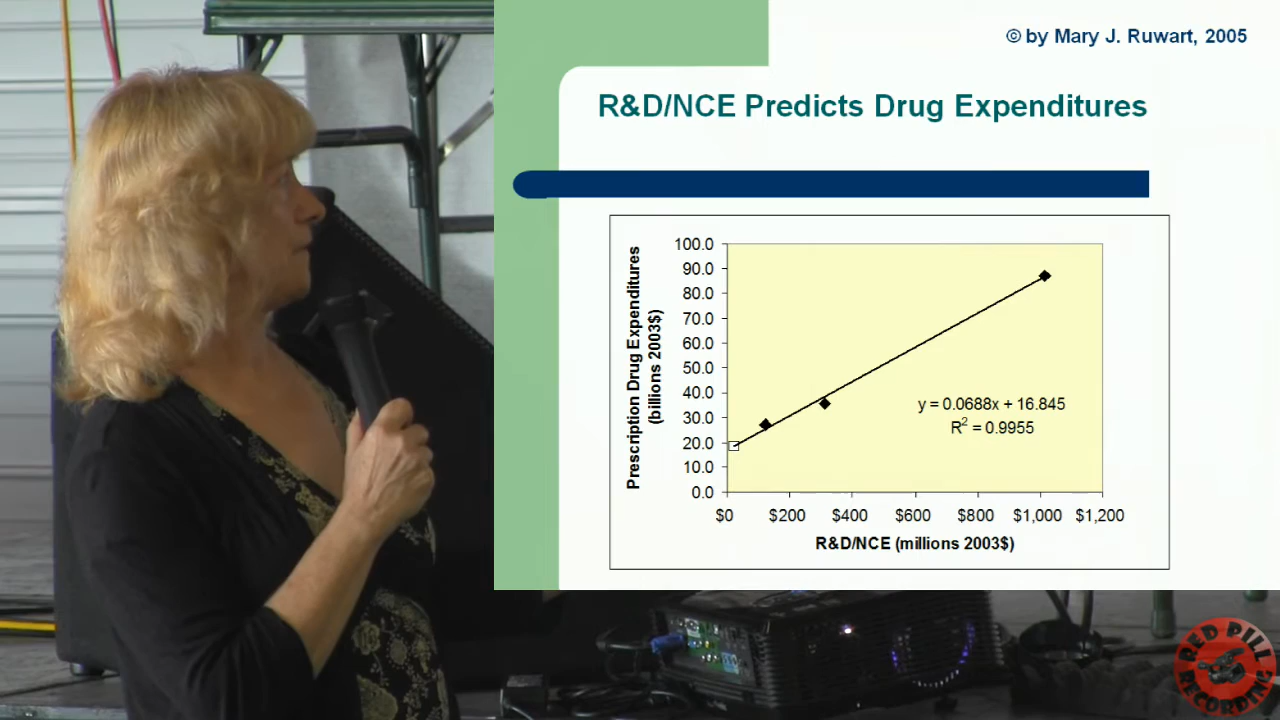 © by Mary J. Ruwart, 2005
R&D/NCE Predicts Drug Expenditures
Prescription Drug Expenditures
(billions 2003$)
100.0
90.0
80.0
70.0
60.0
50.0
40.0
30.0
20.0
10.0
0.0
y = 0.0688x + 16.845
R² = 0.9955
$0 $200 $400 $600 $800 $1,000 $1,200
R&D/NCE (millions 2003$)
RED PILL
RECORDING